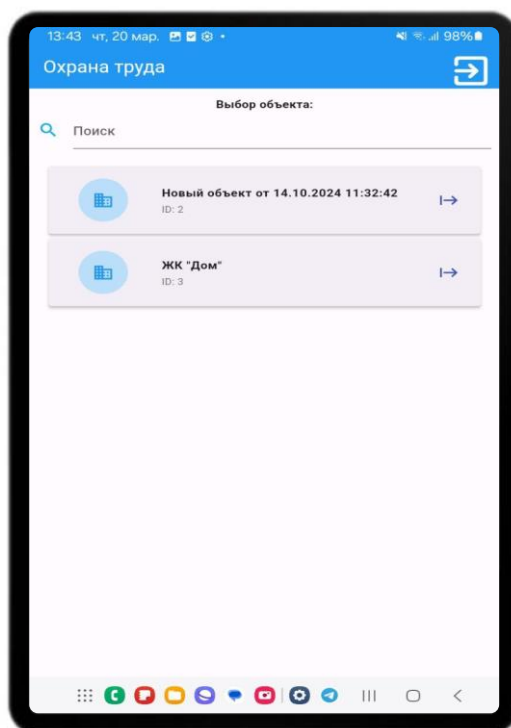 13:43 чт, 20 мар. 98%
Охрана труда
Выбор объекта:
Поиск
Новый объект от 14.10.2024 11:32:42
ID: 2
ЖК "Дом"
ID: 3